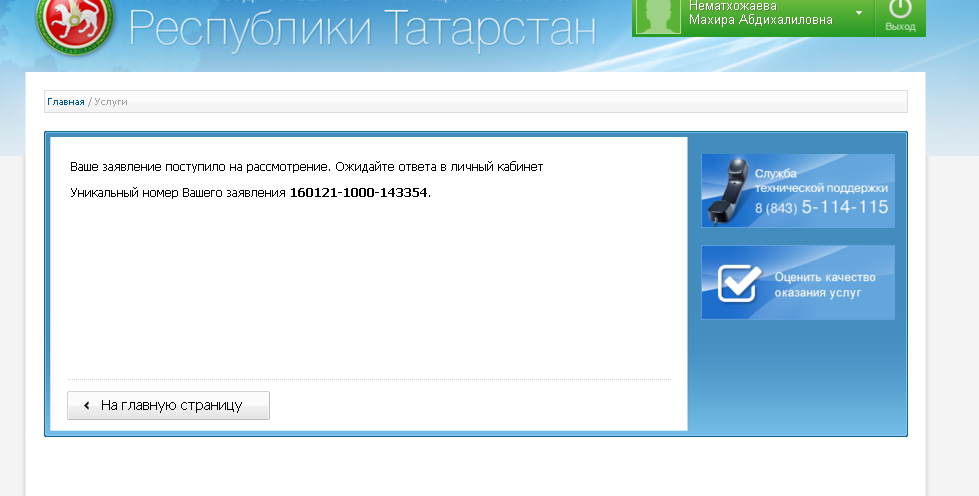 Республики Татарстан
Нематхожаева
Махира Абдихалиловна
Выход
Главная / Услуги
Ваше заявление поступило на рассмотрение. Ожидайте ответа в личный кабинет
Уникальный номер Вашего заявления 160121-1000-143354.
Служба
технической поддержки
8 (843) 5-114-115
Оценить качество
оказания услуг
На главную страницу